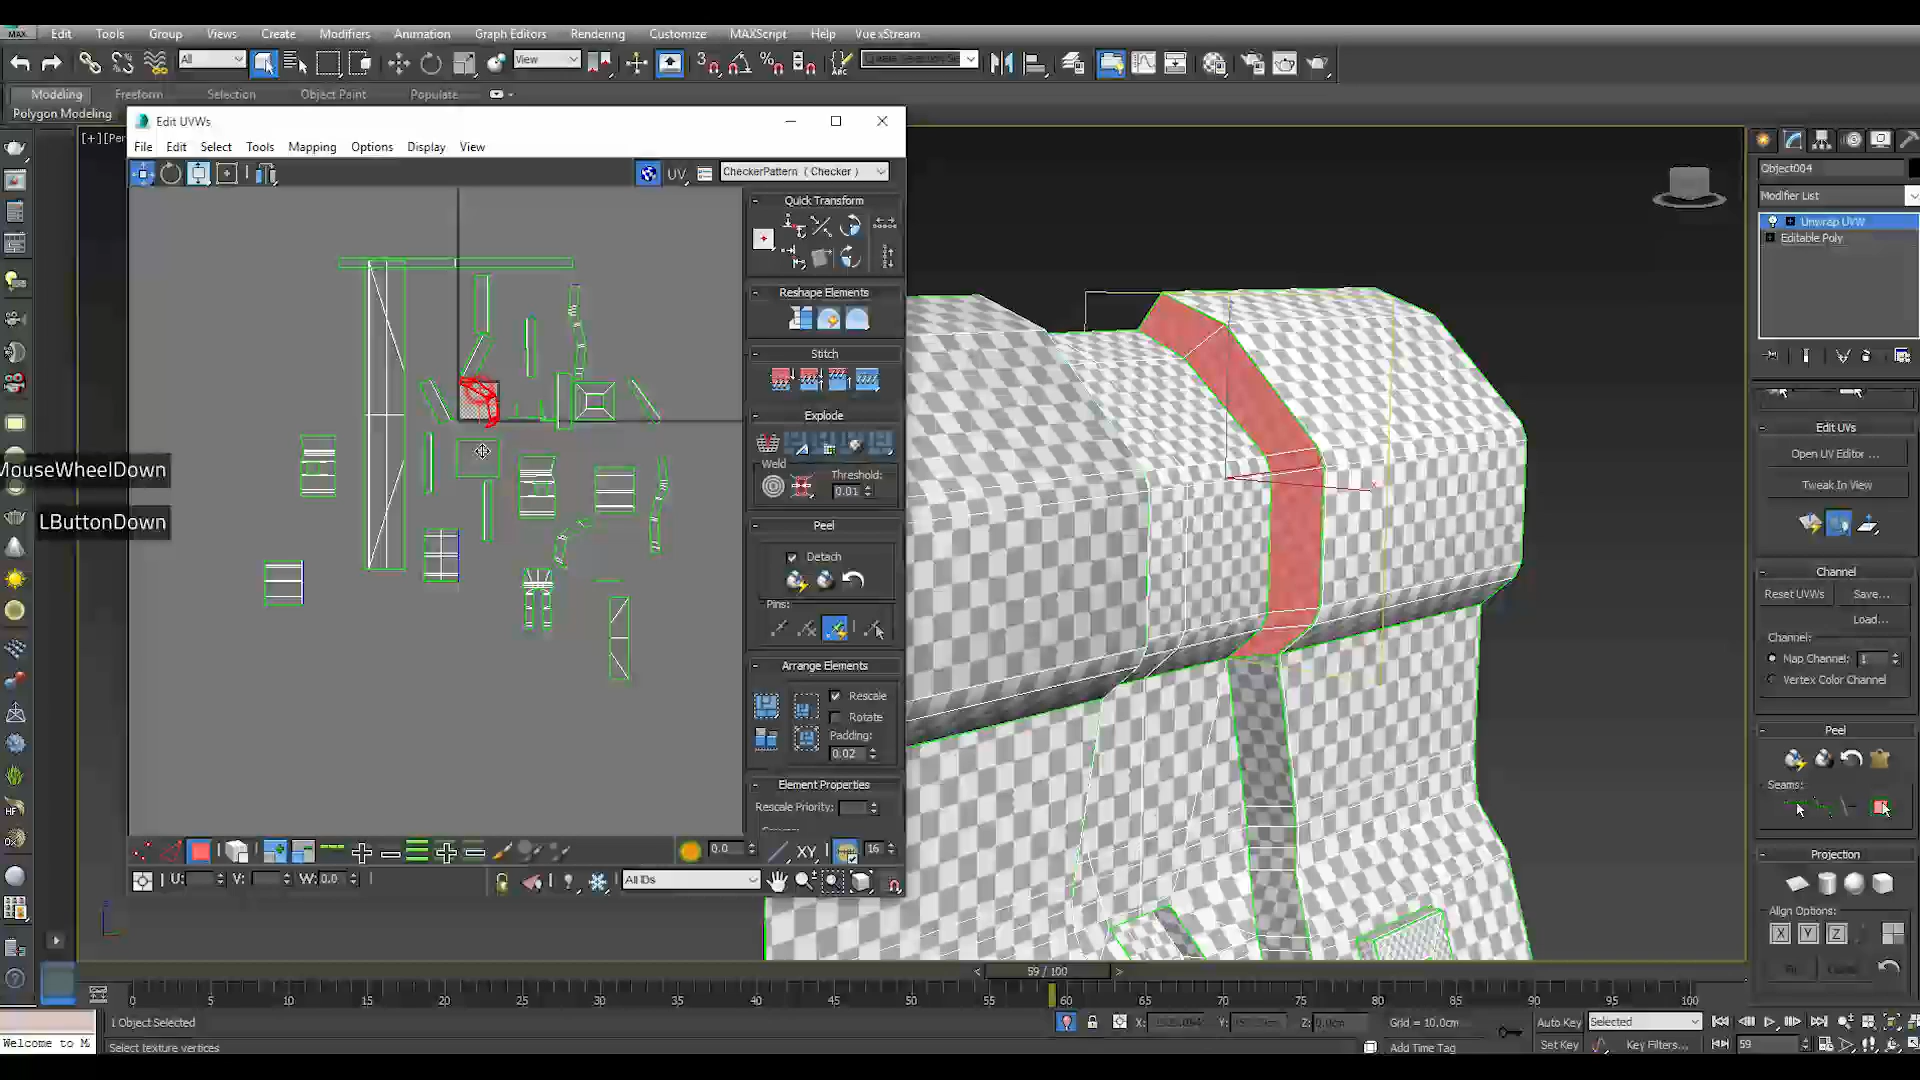 MAX
Edit Tools Group Views Create Modifiers Animation Graph Editors Rendering Customize MAXScript Help Vue xStream
All
View
3
ABC
Modeling Freeform Selection Object Paint Populate
Polygon Modeling
Edit UVWs
File Edit Select Tools Mapping Options Display View
UV
CheckerPattern ( Checker )
Quick Transform
Reshape Elements
Stitch
Explode
Weld
Threshold:
0.01
Peel
Detach
Pins:
Arrange Elements
Rescale
Rotate
Padding:
0.02
Element Properties
Rescale Priority:
0.0
XY
16
U: V: W: 0.0
All IDs
MouseWheelDown
LButtonDown
Object004
Modifier List
Unwrap UVW
Editable Poly
Edit UVs
Open UV Editor ...
Tweak In View
Channel
Reset UVWs Save...
Load...
Channel:
Map Channel: 1
Vertex Color Channel
Peel
Seams:
Projection
Align Options:
X Y Z
HF
59 / 100
0 5 10 15 20 25 30 35 40 45 50 55 60 65 70 75 80 85 90 95 100
1 Object Selected
X: Y: Z: 0.0cm
Grid = 10.0cm
Auto Key Selected
Welcome to M
Select texture vertices
Add Time Tag
Set Key Key Filters...
59